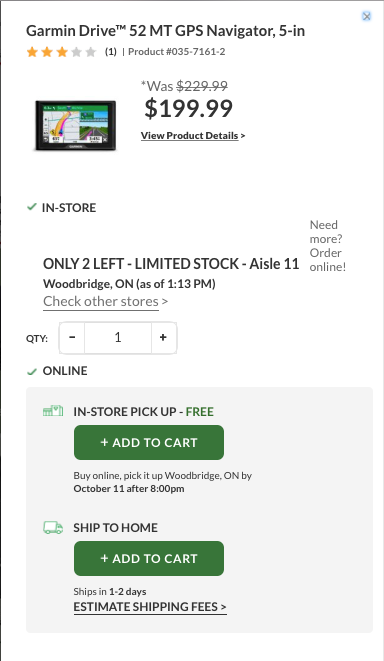 Garmin Drive™ 52 MT GPS Navigator, 5-in
(1) | Product #035-7161-2
*Was $229.99
$199.99
View Product Details >
IN-STORE
Need
more?
Order
online!
ONLY 2 LEFT - LIMITED STOCK - Aisle 11
Woodbridge, ON (as of 1:13 PM)
Check other stores >
QTY: - 1 +
ONLINE
IN-STORE PICK UP - FREE
+ ADD TO CART
Buy online, pick it up Woodbridge, ON by
October 11 after 8:00pm
SHIP TO HOME
+ ADD TO CART
Ships in 1-2 days
ESTIMATE SHIPPING FEES >